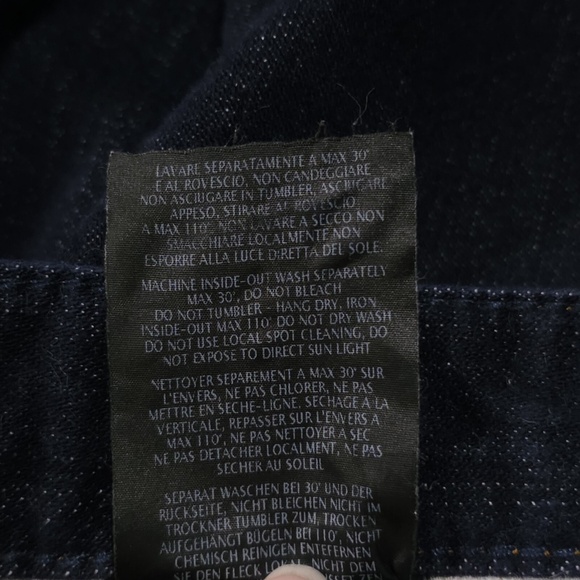 LAVARE SEPARATAMENTE A MAX 30°
E AL ROVESCIO, NON CANDEGGIARE
NON ASCIUGARE IN TUMBLER, ASCIUGARE
APPESO, STIRARE AL ROVESCIO
A MAX 110°, NON LAVARE A SECCO NON
SMACCHIARE LOCALMENTE NON
ESPORRE ALLA LUCE DIRETTA DEL SOLE.
MACHINE INSIDE-OUT WASH SEPARATELY
MAX 30°, DO NOT BLEACH
DO NOT TUMBLER - HANG DRY, IRON
INSIDE-OUT MAX 110° DO NOT DRY WASH
DO NOT USE LOCAL SPOT CLEANING, DO
NOT EXPOSE TO DIRECT SUN LIGHT
NETTOYER SEPAREMENT A MAX 30° SUR
L'ENVERS, NE PAS CHLORER, NE PAS
METTRE EN SECHE-LIGNE. SECHAGE A LA
VERTICALE, REPASSER SUR L'ENVERS A
MAX 110°, NE PAS NETTOYER A SEC
NE PAS DETACHER LOCALMENT, NE PAS
SECHER AU SOLEIL
SEPARAT WASCHEN BEI 30° UND DER
RÜCKSEITE, NICHT BLEICHEN NICHT IM
TROCKNER TUMBLER ZUM, TROCKEN
AUFGEHÄNGT BÜGELN BEI 110°, NICHT
CHEMISCH REINIGEN ENTEFERNEN
SIE DEN FLECK